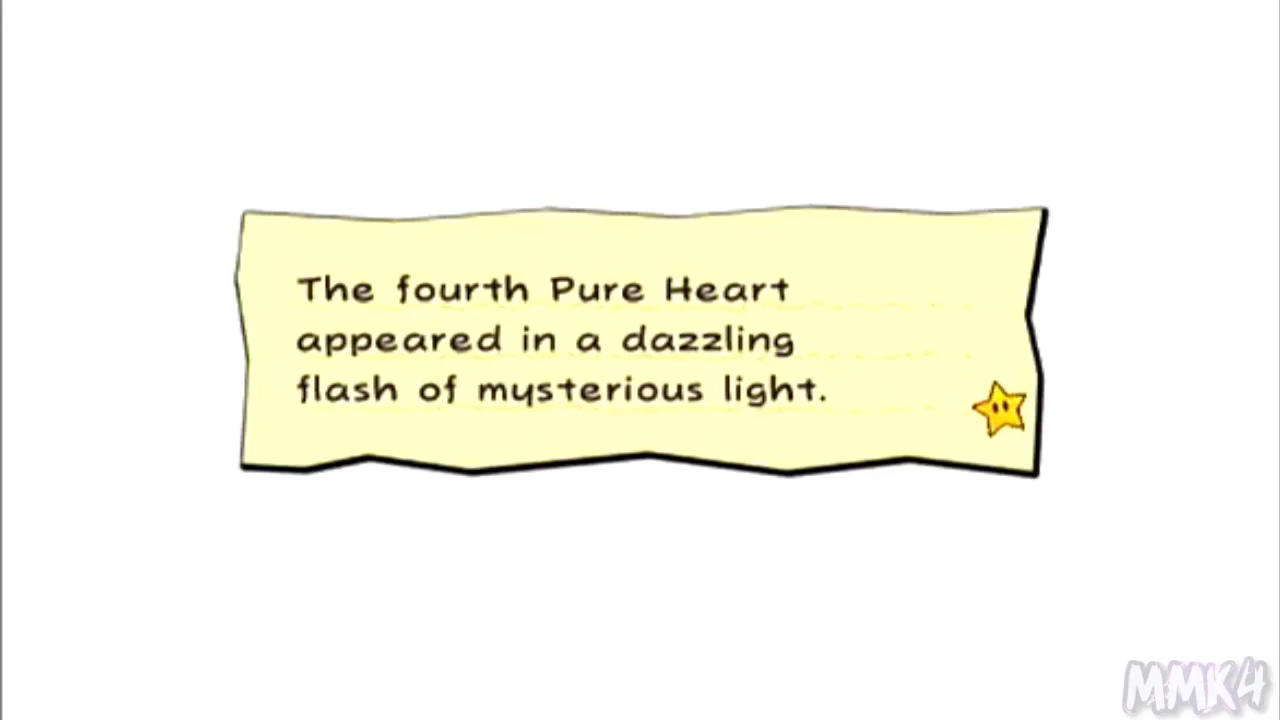 The fourth Pure Heart
appeared in a dazzling
flash of mysterious light.
MMK4